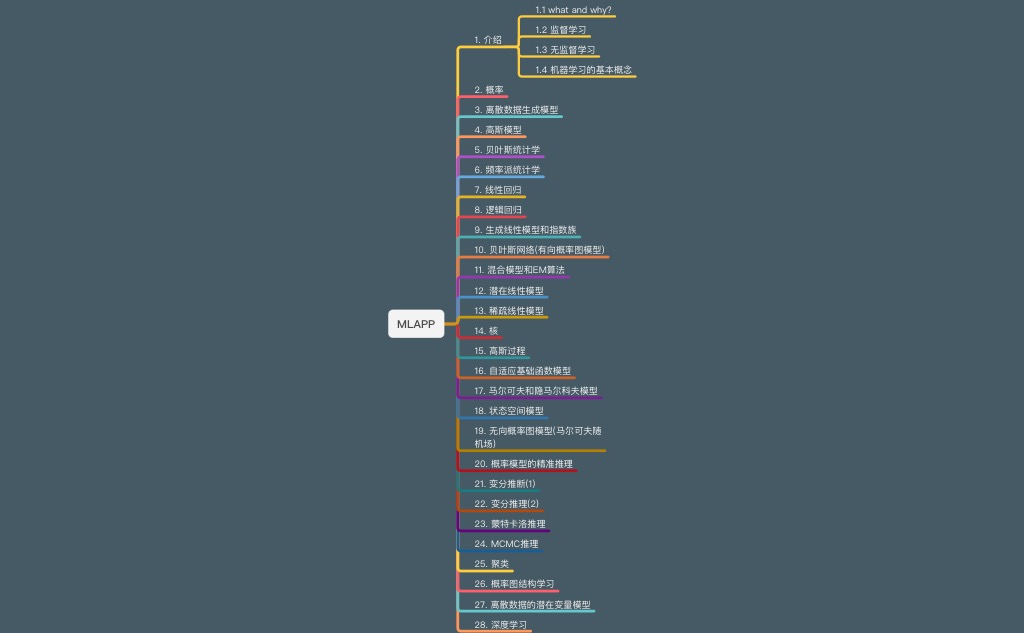 1.1 what and why?
1.2 监督学习
1. 介绍
1.3 无监督学习
1.4 机器学习的基本概念
2. 概率
3. 离散数据生成模型
4. 高斯模型
5. 贝叶斯统计学
6. 频率派统计学
7. 线性回归
8. 逻辑回归
9. 生成线性模型和指数族
10. 贝叶斯网络(有向概率图模型)
11. 混合模型和EM算法
12. 潜在线性模型
13. 稀疏线性模型
MLAPP
14. 核
15. 高斯过程
16. 自适应基础函数模型
17. 马尔可夫和隐马尔科夫模型
18. 状态空间模型
19. 无向概率图模型(马尔可夫随
机场)
20. 概率模型的精准推理
21. 变分推断(1)
22. 变分推理(2)
23. 蒙特卡洛推理
24. MCMC推理
25. 聚类
26. 概率图结构学习
27. 离散数据的潜在变量模型
28. 深度学习